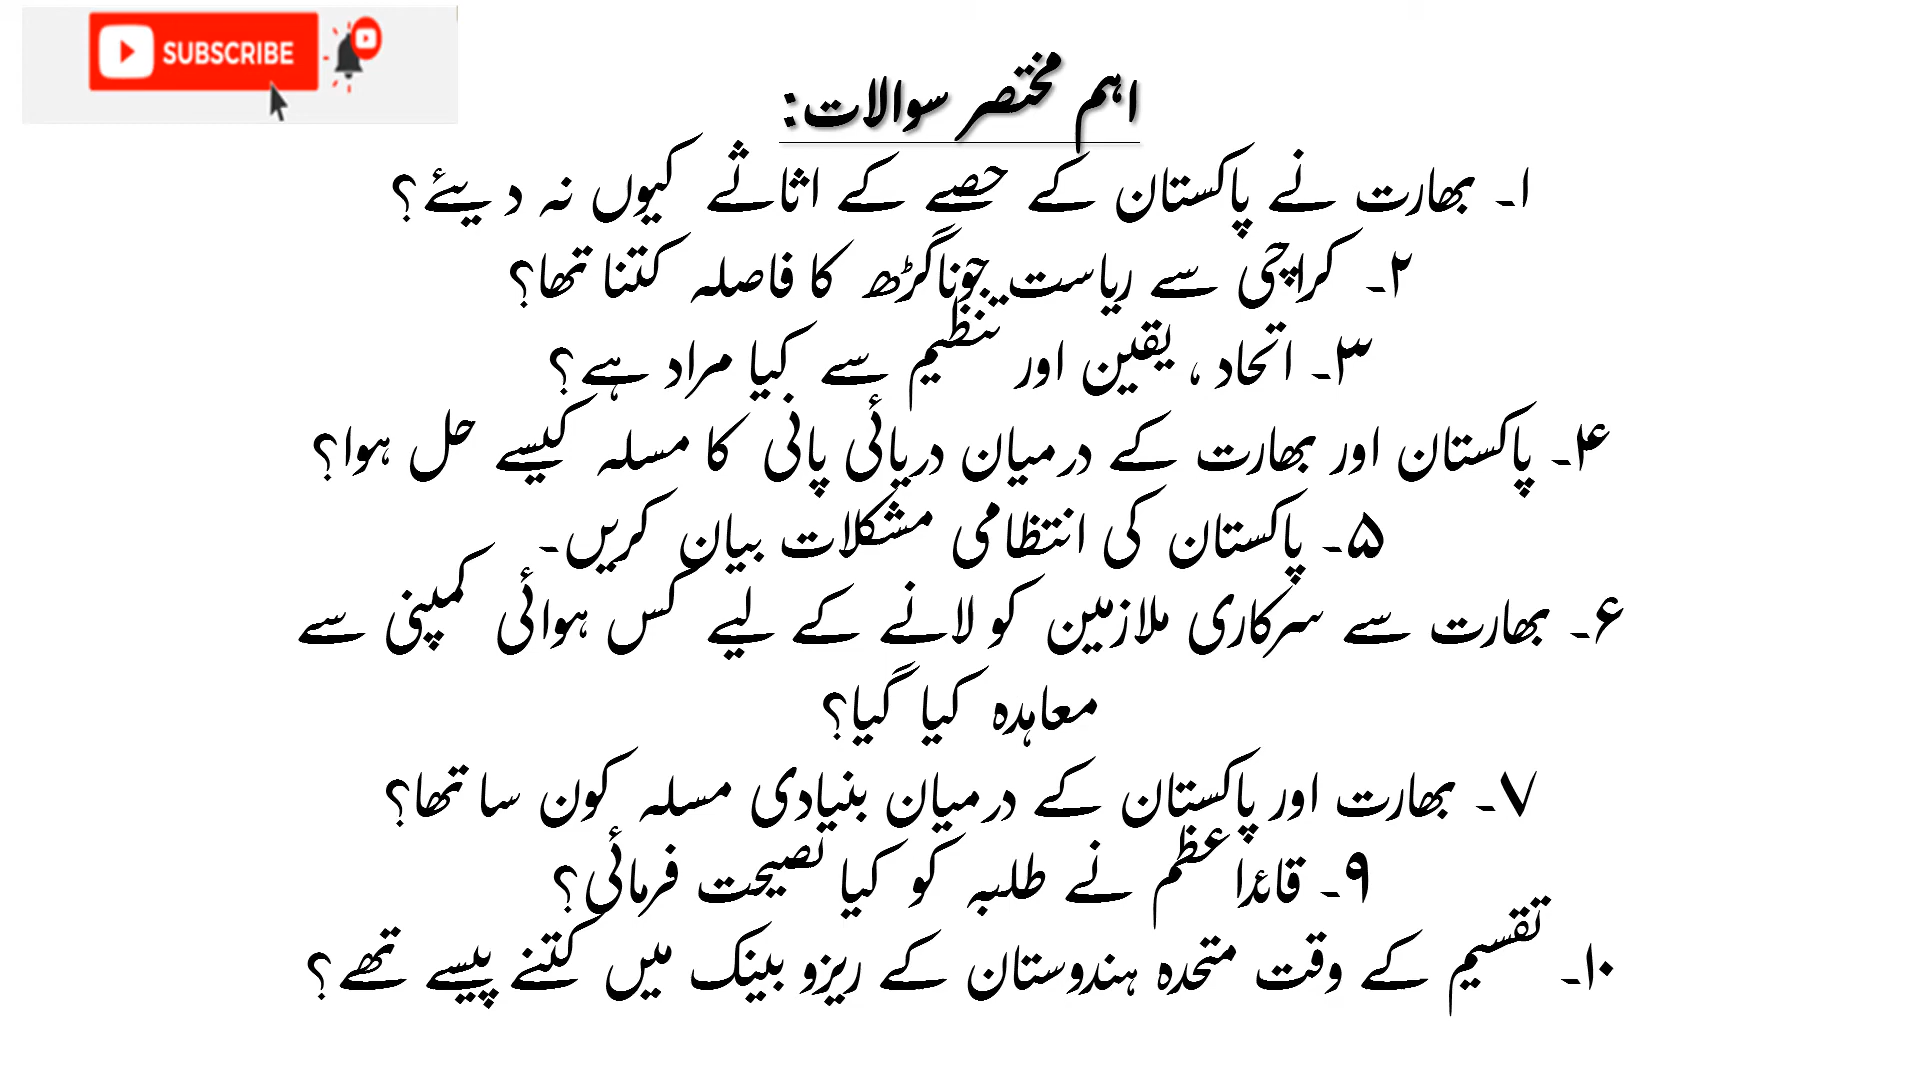 SUBSCRIBE
اہم مختصر سوالات:
۱۔ بھارت نے پاکستان کے حصے کے اثاثے کیوں نہ دیئے؟
۲۔ کراچی سے ریاست جوناگڑھ کا فاصلہ کتنا تھا؟
۳۔ اتحاد، یقین اور تنظیم سے کیا مراد ہے؟
۴۔ پاکستان اور بھارت کے درمیان دریائی پانی کا مسلہ کیسے حل ہوا؟
۵۔ پاکستان کی انتظامی مشکلات بیان کریں۔
۶۔ بھارت سے سرکاری ملازمین کو لانے کے لیے کس ہوائی کمپنی سے
معاہدہ کیا گیا؟
۷۔ بھارت اور پاکستان کے درمیان بنیادی مسلہ کون سا تھا؟
۹۔ قائداعظم نے طلبہ کو کیا نصیحت فرمائی؟
۱۰۔ تقسیم کے وقت متحدہ ہندوستان کے ریزو بینک میں کتنے پیسے تھے؟